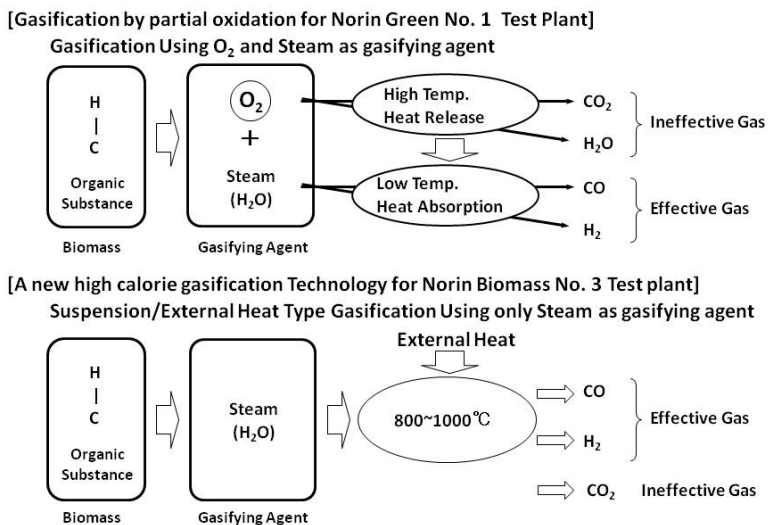 [Gasification by partial oxidation for Norin Green No. 1 Test Plant]
Gasification Using O₂ and Steam as gasifying agent
H
|
C
Organic
Substance
Biomass
O₂
+
Steam
(H₂O)
Gasifying Agent
High Temp.
Heat Release
Low Temp.
Heat Absorption
CO₂
H₂O
Ineffective Gas
CO
H₂
Effective Gas
[A new high calorie gasification Technology for Norin Biomass No. 3 Test plant]
Suspension/External Heat Type Gasification Using only Steam as gasifying agent
External Heat
H
|
C
Organic
Substance
Biomass
Steam
(H₂O)
Gasifying Agent
800~1000℃
CO
H₂
Effective Gas
CO₂ Ineffective Gas